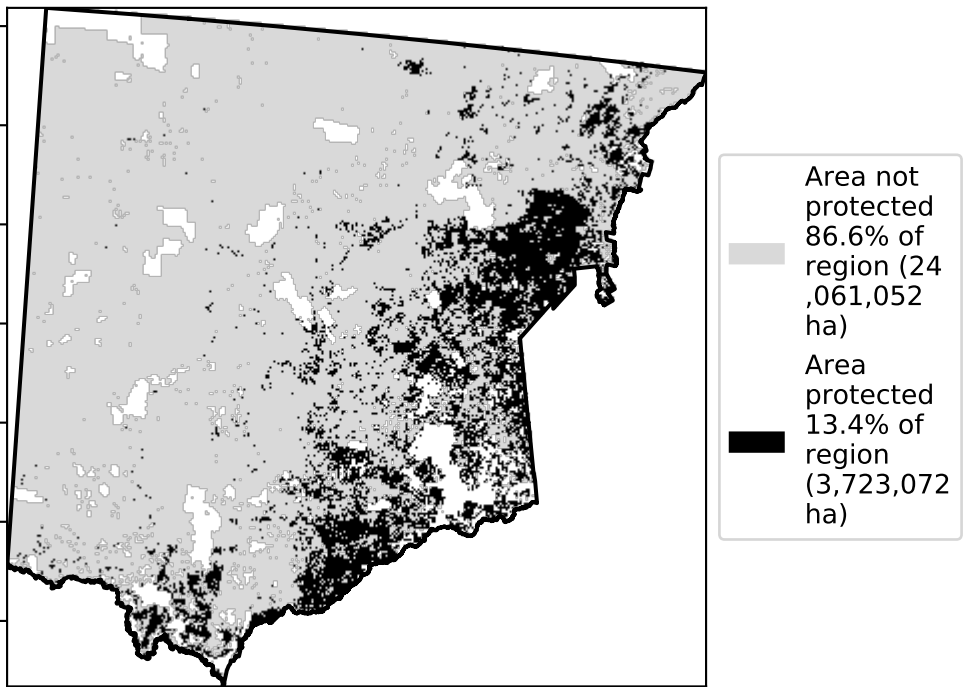 Area not
protected
86.6% of
region (24
,061,052
ha)
Area
protected
13.4% of
region
(3,723,072
ha)